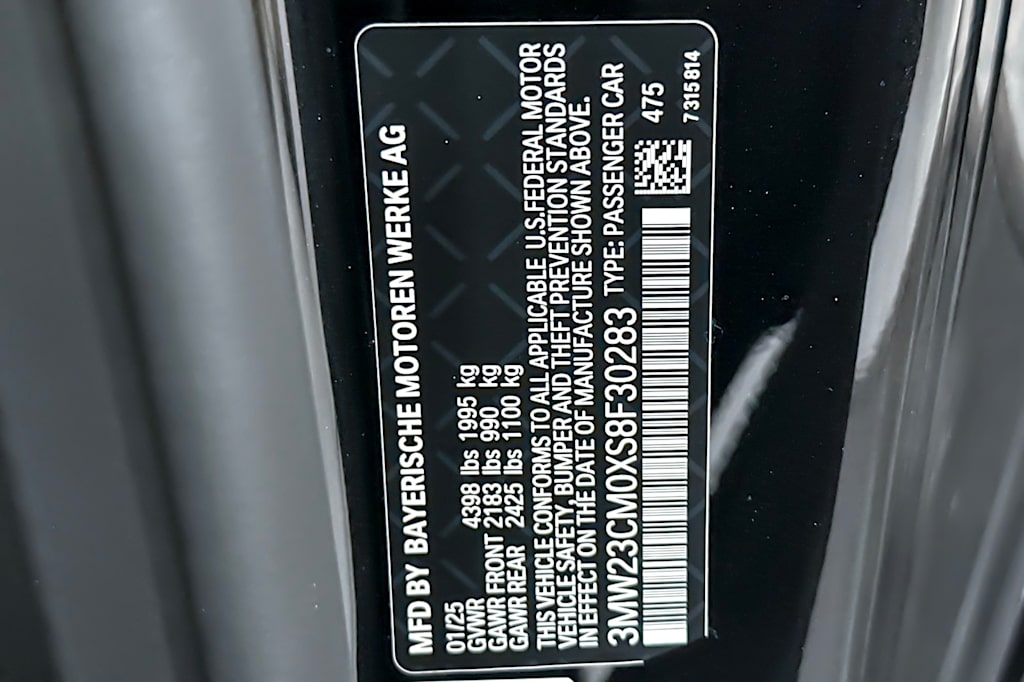 MFD BY BAYERISCHE MOTOREN WERKE AG
01/25
GVWR 4398 lbs 1995 kg
GAWR FRONT 2183 lbs 990 kg
GAWR REAR 2425 lbs 1100 kg
THIS VEHICLE CONFORMS TO ALL APPLICABLE U.S. FEDERAL MOTOR
VEHICLE SAFETY, BUMPER AND THEFT PREVENTION STANDARDS
IN EFFECT ON THE DATE OF MANUFACTURE SHOWN ABOVE.
3MW23CM0XS8F30283 TYPE: PASSENGER CAR
475
7315814